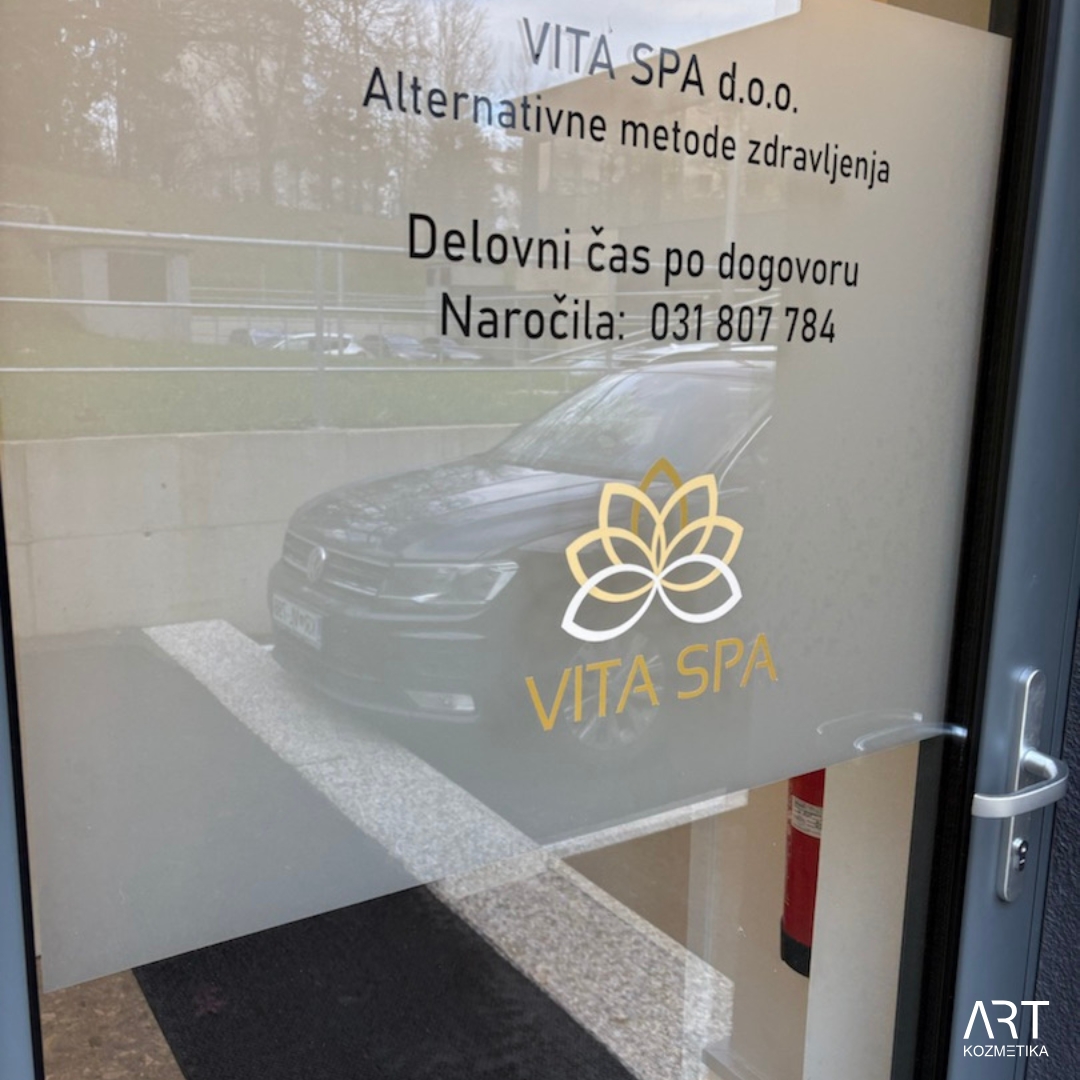 VITA SPA d.o.o.
Alternativne metode zdravljenja
Delovni čas po dogovoru
Naročila: 031 807 784
VITA SPA
ART
KOZMETIKA